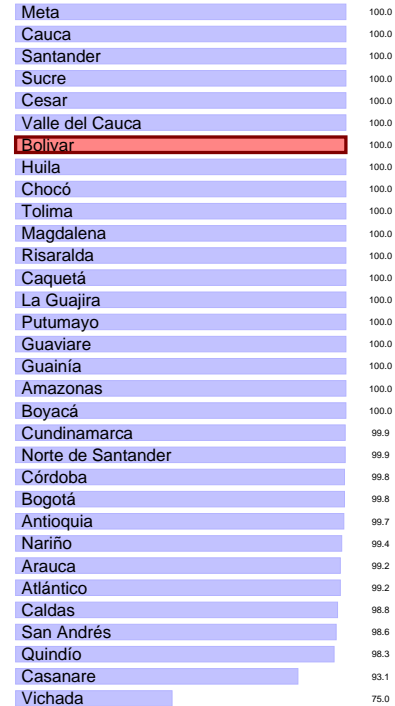 Meta 100.0
Cauca 100.0
Santander 100.0
Sucre 100.0
Cesar 100.0
Valle del Cauca 100.0
Bolivar 100.0
Huila 100.0
Chocó 100.0
Tolima 100.0
Magdalena 100.0
Risaralda 100.0
Caquetá 100.0
La Guajira 100.0
Putumayo 100.0
Guaviare 100.0
Guainía 100.0
Amazonas 100.0
Boyacá 100.0
Cundinamarca 99.9
Norte de Santander 99.9
Córdoba 99.8
Bogotá 99.8
Antioquia 99.7
Nariño 99.4
Arauca 99.2
Atlántico 99.2
Caldas 98.8
San Andrés 98.6
Quindío 98.3
Casanare 93.1
Vichada 75.0